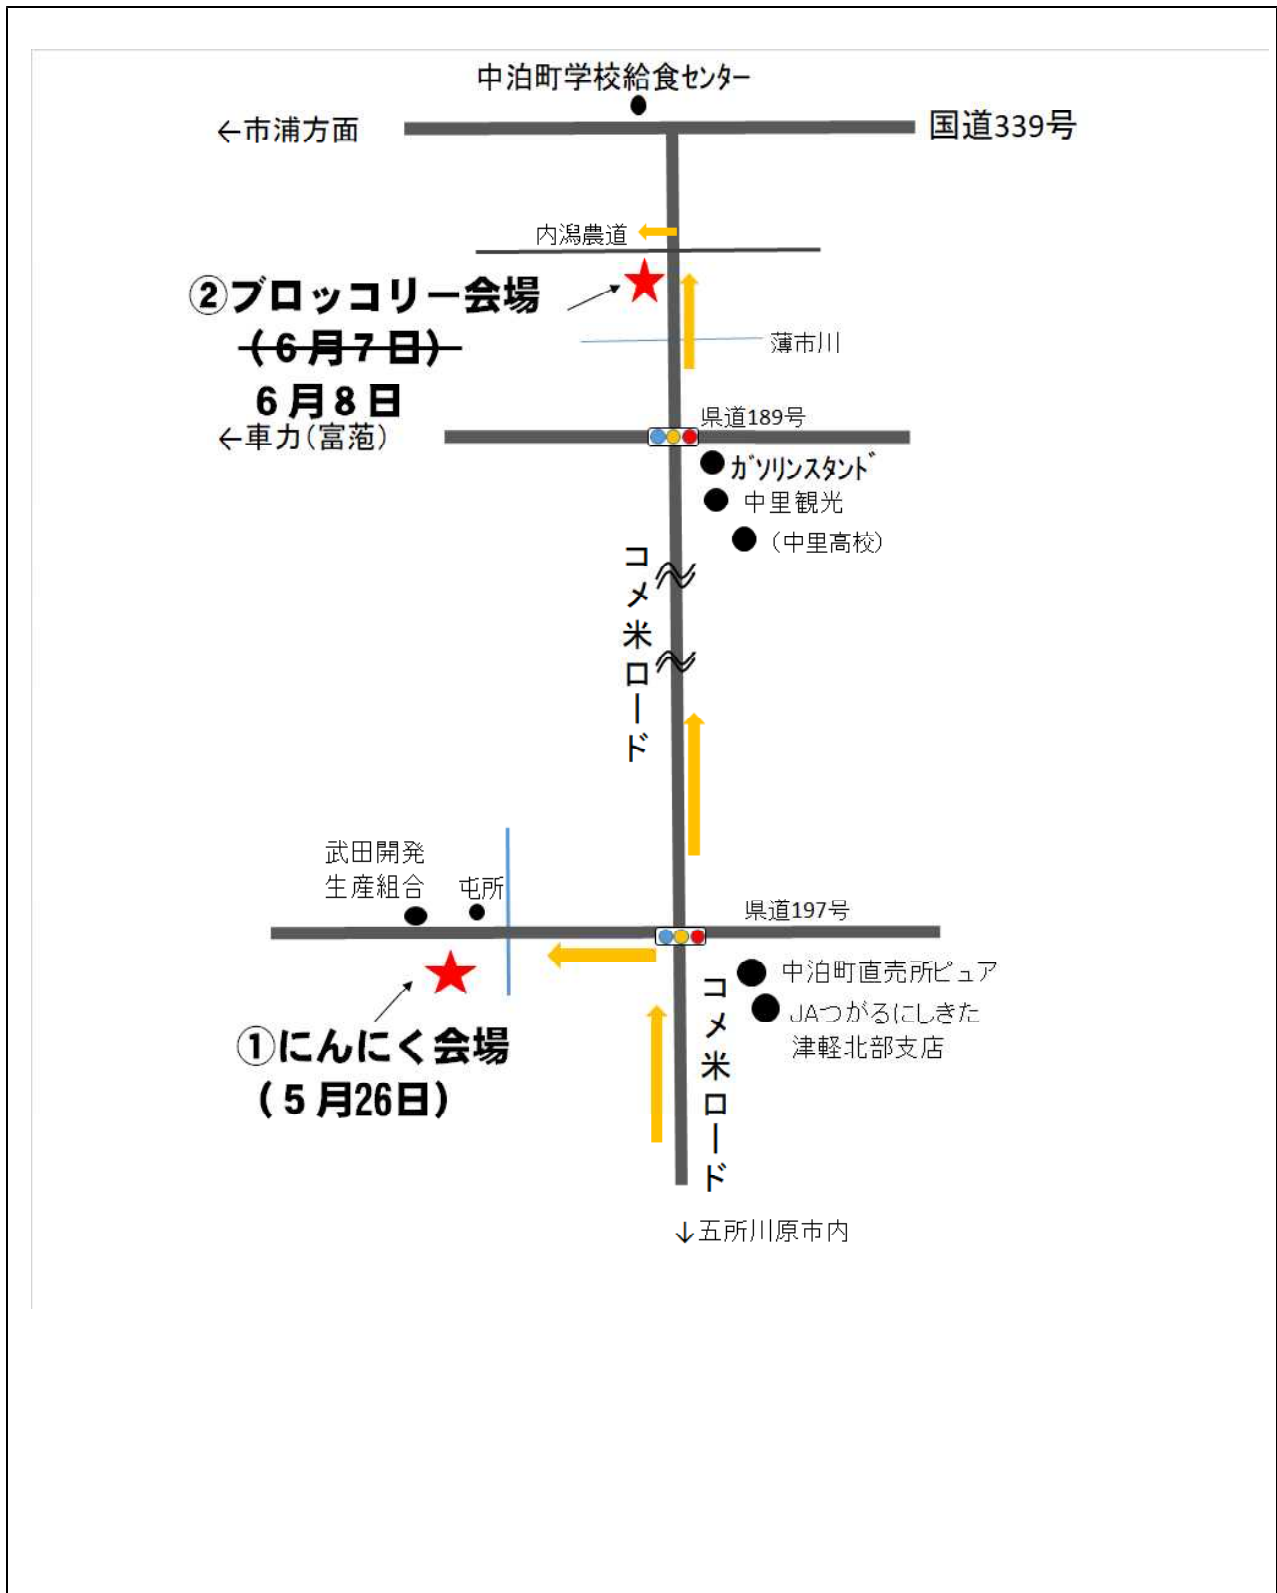 中泊町学校給食ｾﾝﾀｰ
←市浦方面
国道339号
内潟農道
②ブロッコリー会場
（６月７日）
６月８日
薄市川
県道189号
←車力（富萢）
ｶﾞｿﾘﾝｽﾀﾝﾄﾞ
中里観光
（中里高校）
コメ米ロード
武田開発
生産組合
屯所
県道197号
中泊町直売所ピュア
JAつがるにしきた
津軽北部支店
コメ米ロード
①にんにく会場
（５月26日）
↓五所川原市内